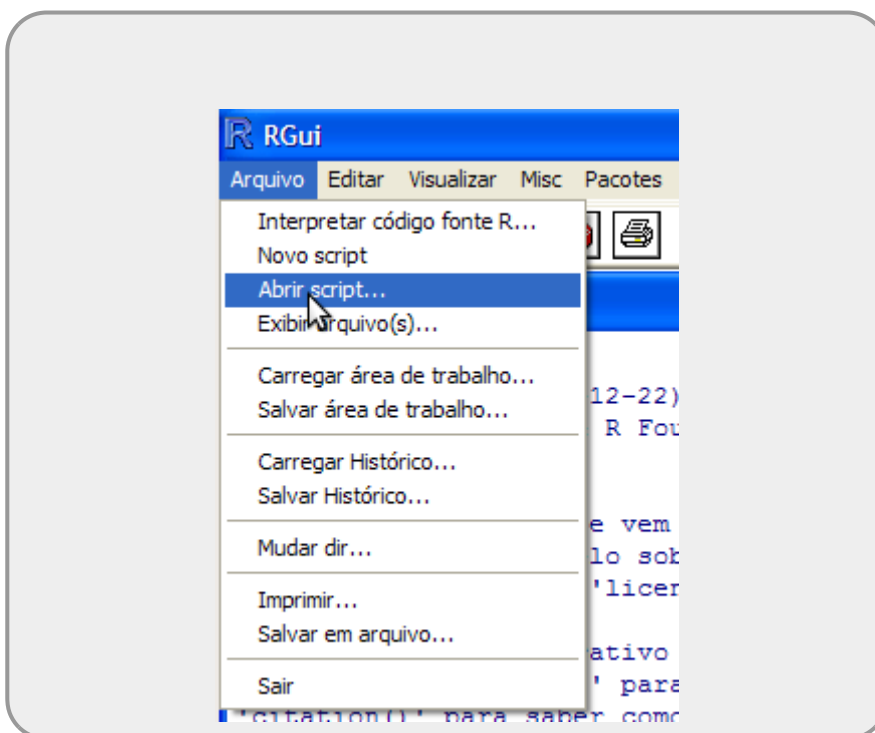 RGui
Arquivo Editar Visualizar Misc Pacotes
Interpretar código fonte R...
Novo script
Abrir script...
Exibir arquivo(s)...
Carregar área de trabalho...
Salvar área de trabalho...
Carregar Histórico...
Salvar Histórico...
Mudar dir...
Imprimir...
Salvar em arquivo...
Sair
12-22)
R Fou
e vem
lo sob
'licen
ativo
' para
'citation()' para saber como